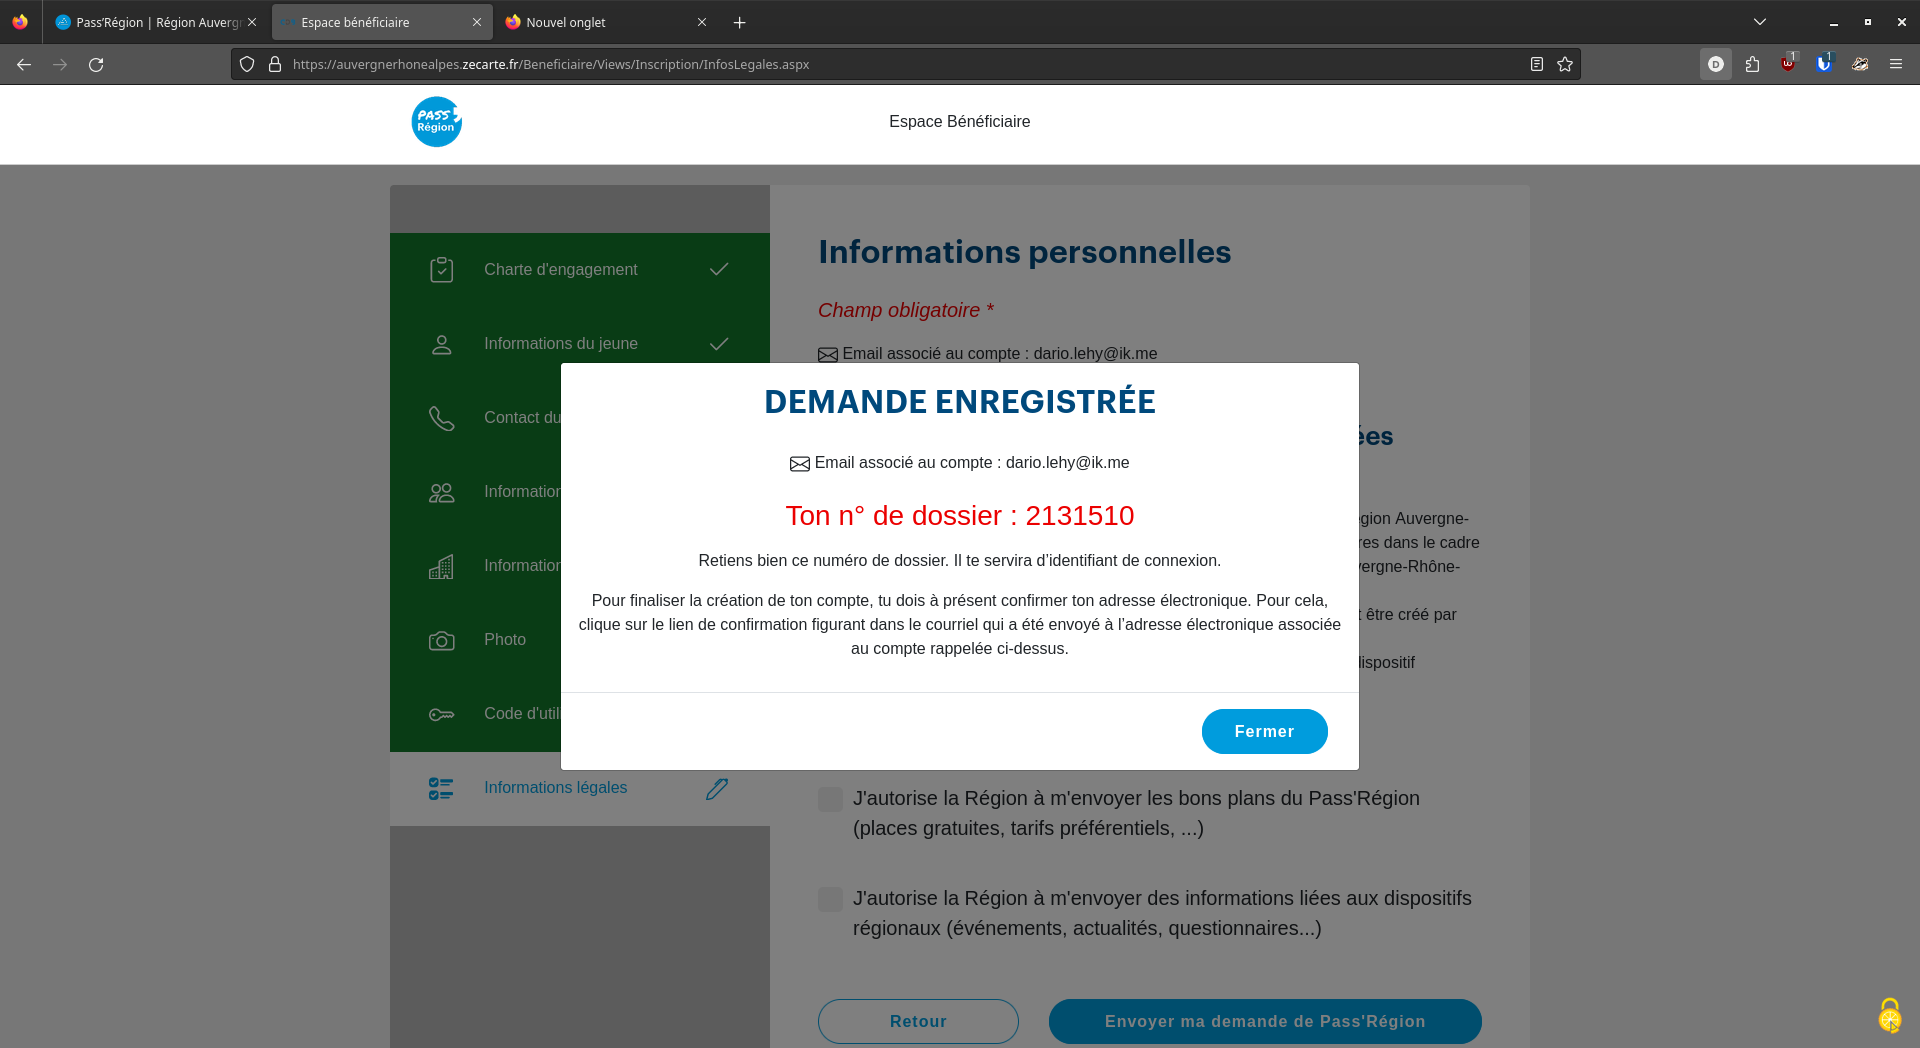 Pass'Région | Région Auverg
Espace bénéficiaire
Nouvel onglet
https://auvergnerhonealpes.zecarte.fr/Beneficiaire/Views/Inscription/InfosLegales.aspx
D
1
1
PASS
Région
Espace Bénéficiaire
Charte d'engagement
Informations du jeune
Contact du
Information
Information
Photo
Code d'util
Informations légales
Informations personnelles
Champ obligatoire *
Email associé au compte : dario.lehy@ik.me
ées
gion Auvergne-
res dans le cadre
vergne-Rhône-
t être créé par
ispositif
DEMANDE ENREGISTRÉE
Email associé au compte : dario.lehy@ik.me
Ton n° de dossier : 2131510
Retiens bien ce numéro de dossier. Il te servira d’identifiant de connexion.
Pour finaliser la création de ton compte, tu dois à présent confirmer ton adresse électronique. Pour cela,
clique sur le lien de confirmation figurant dans le courriel qui a été envoyé à l’adresse électronique associée
au compte rappelée ci-dessus.
Fermer
J'autorise la Région à m'envoyer les bons plans du Pass'Région
(places gratuites, tarifs préférentiels, ...)
J'autorise la Région à m'envoyer des informations liées aux dispositifs
régionaux (événements, actualités, questionnaires...)
Retour
Envoyer ma demande de Pass'Région